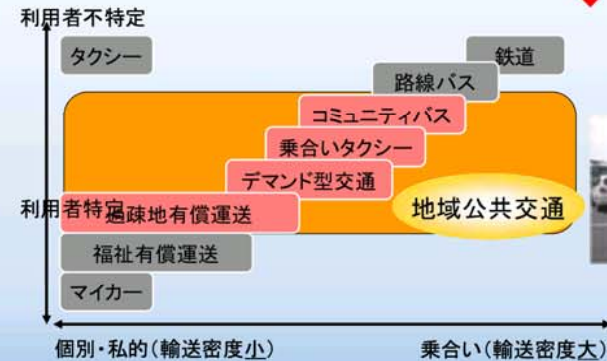 利用者不特定
タクシー
鉄道
路線バス
コミュニティバス
乗合いタクシー
デマンド型交通
利用者特定
過疎地有償運送
地域公共交通
福祉有償運送
マイカー
個別・私的(輸送密度小)
乗合い(輸送密度大)